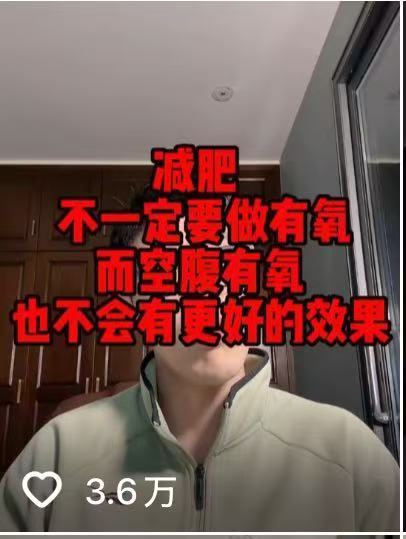 减肥
不一定要做有氧
而空腹有氧
也不会有更好的效果
3.6万